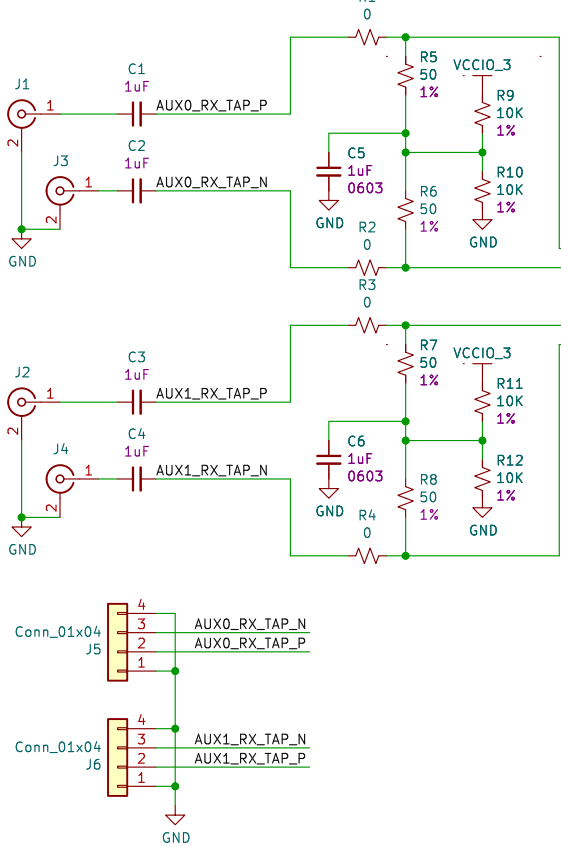 0
R5
50
1%
VCCIO_3
R9
10K
1%
J1
1
2
C1
1uF
AUX0_RX_TAP_P
J3
1
2
C2
1uF
AUX0_RX_TAP_N
C5
1uF
0603
GND
R10
10K
1%
GND
R6
50
1%
GND
R2
0
R3
0
R7
50
1%
VCCIO_3
R11
10K
1%
J2
1
2
C3
1uF
AUX1_RX_TAP_P
J4
1
2
C4
1uF
AUX1_RX_TAP_N
C6
1uF
0603
GND
R12
10K
1%
GND
R8
50
1%
GND
R4
0
Conn_01x04
J5
4
3
2
1
AUX0_RX_TAP_N
AUX0_RX_TAP_P
Conn_01x04
J6
4
3
2
1
AUX1_RX_TAP_N
AUX1_RX_TAP_P
GND